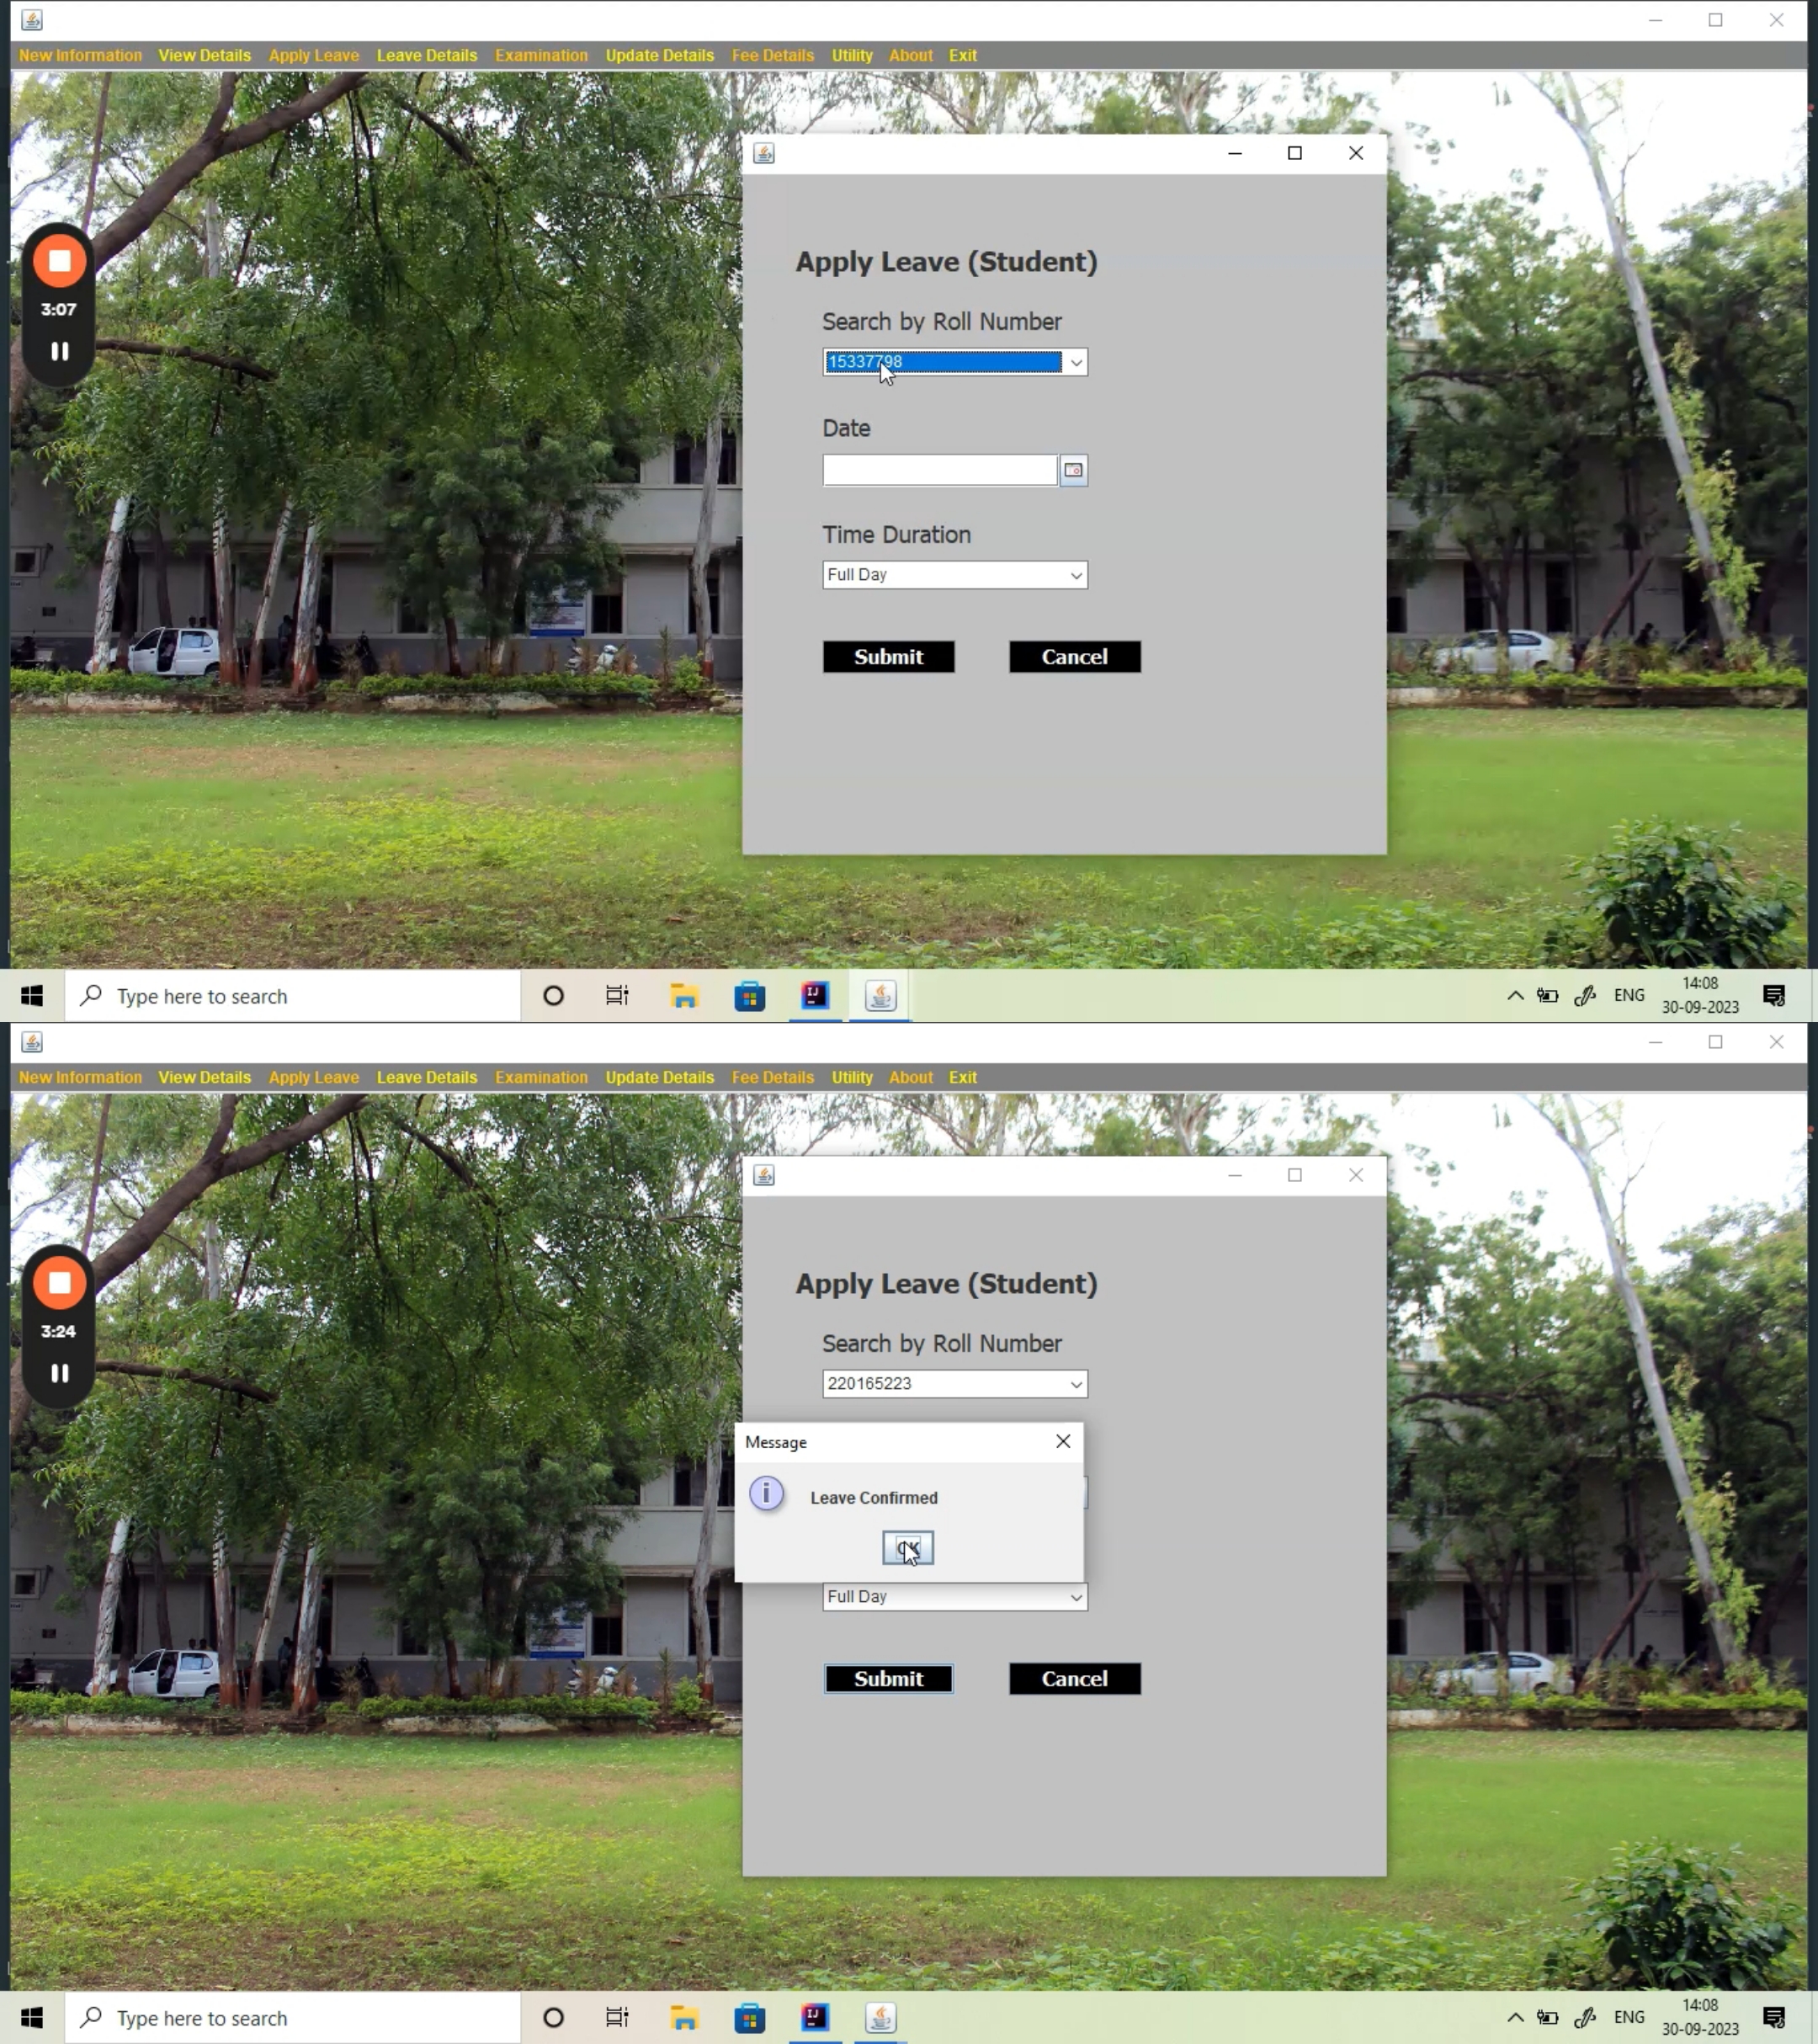 New Information View Details Apply Leave Leave Details Examination Update Details Fee Details Utility About Exit
3:07
Apply Leave (Student)
Search by Roll Number
15337798
Date
Time Duration
Full Day
Submit Cancel
Type here to search
IJ
ENG
14:08
30-09-2023
New Information View Details Apply Leave Leave Details Examination Update Details Fee Details Utility About Exit
3:24
Apply Leave (Student)
Search by Roll Number
220165223
Message
Leave Confirmed
OK
Full Day
Submit Cancel
Type here to search
IJ
ENG
14:08
30-09-2023